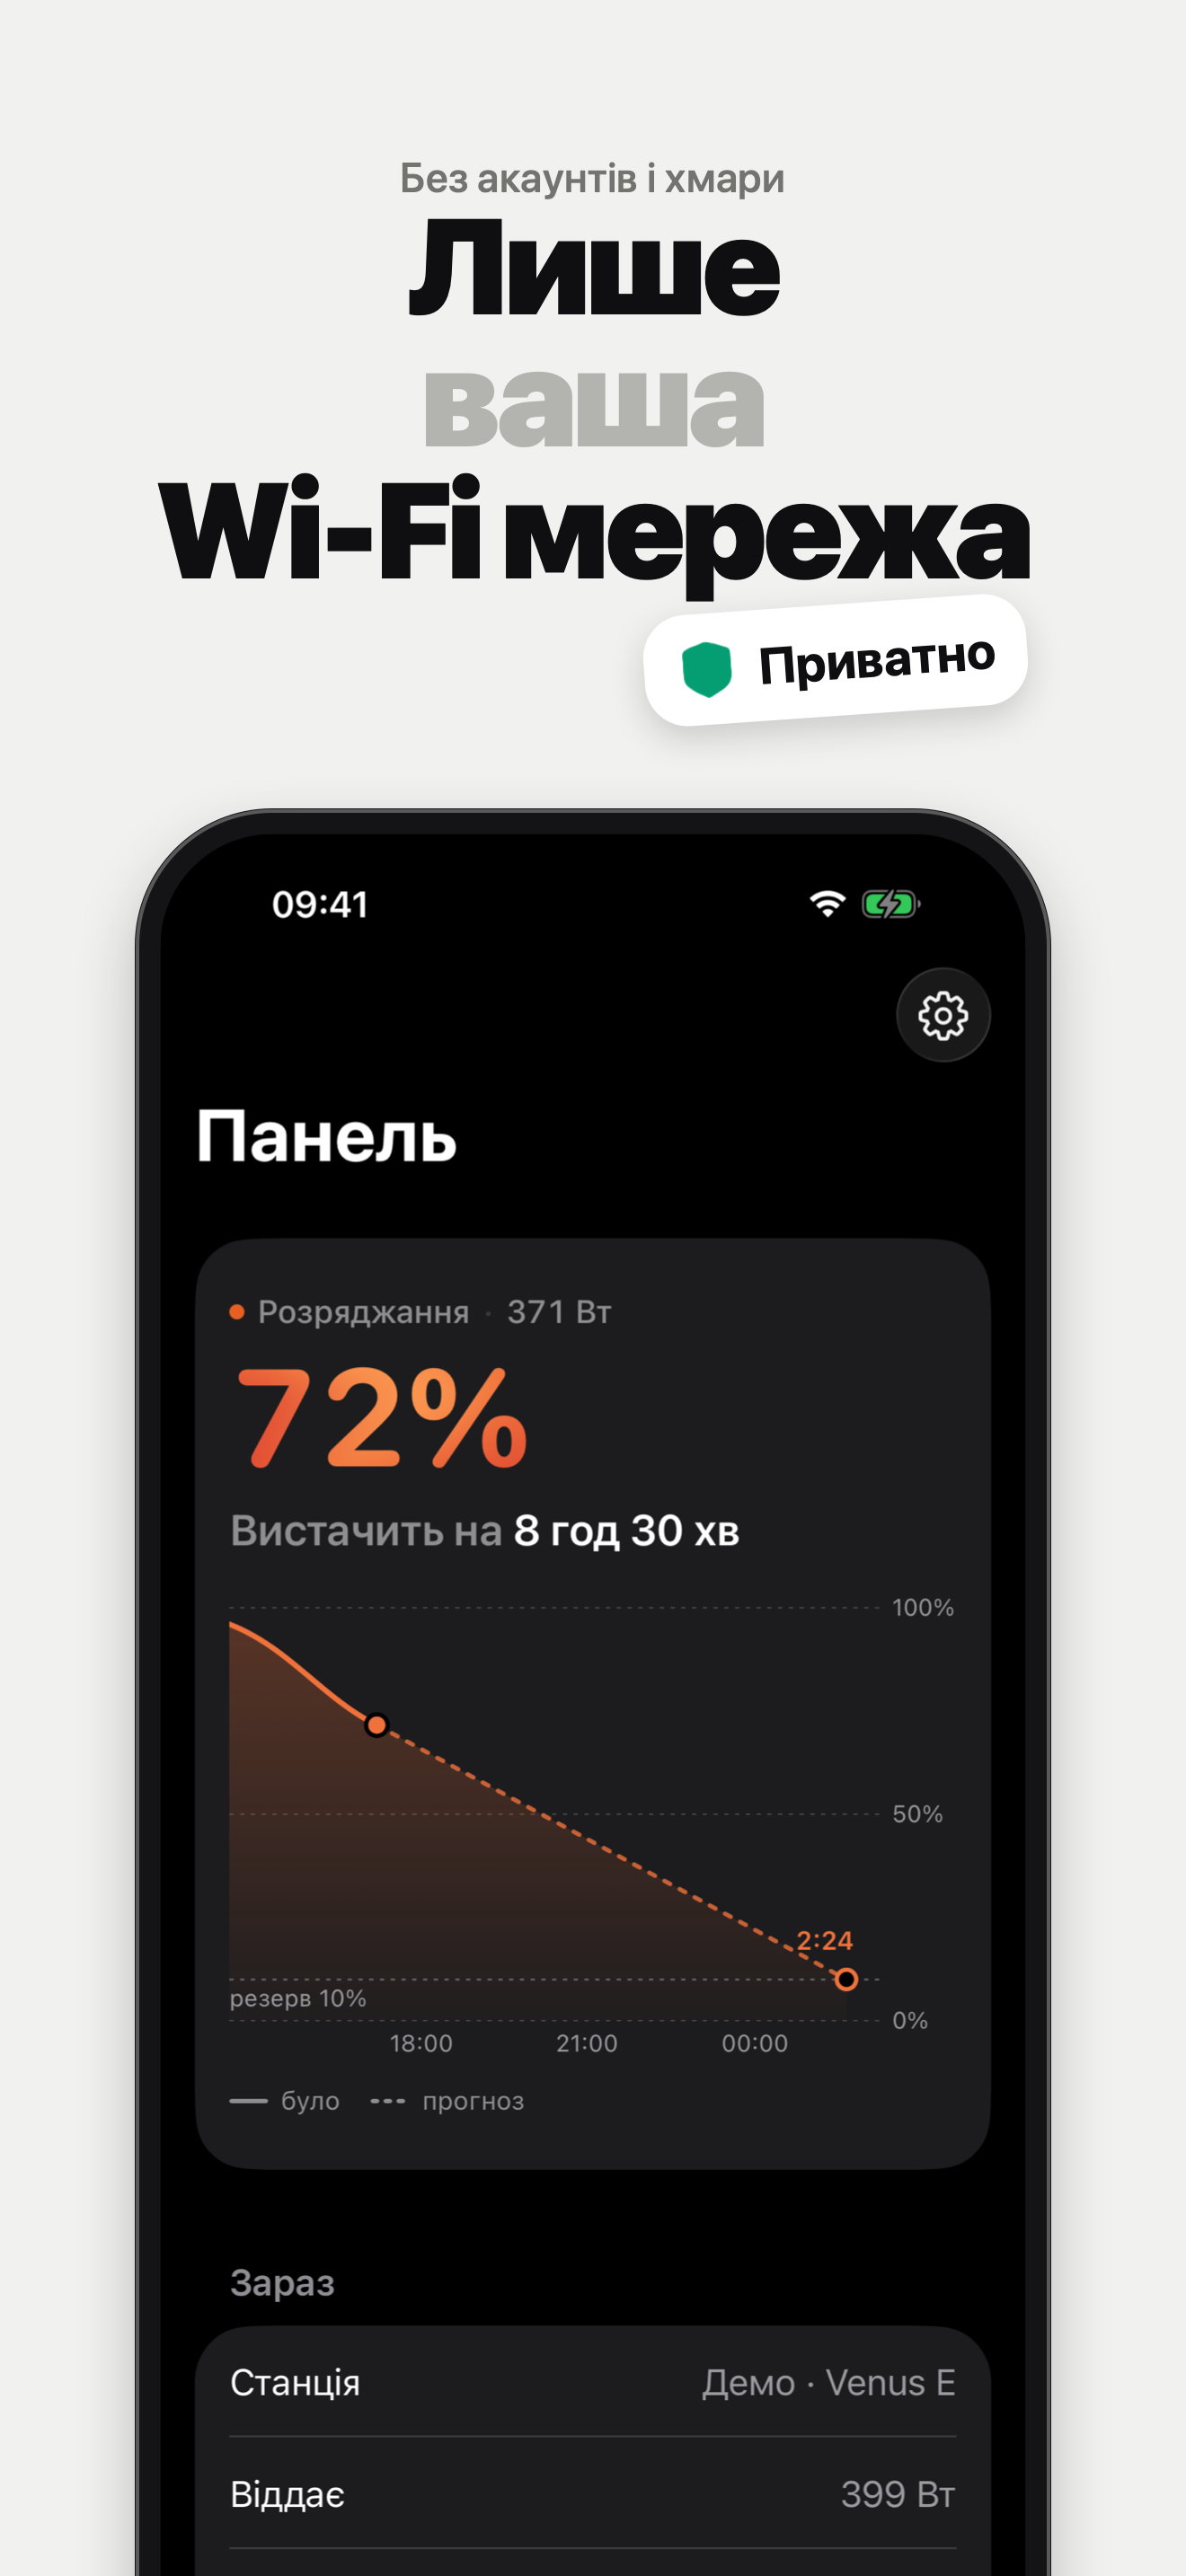 Без акаунтів і хмари
Лише
ваша
Wi-Fi мережа
Приватно
09:41
Панель
Розряджання · 371 Вт
72%
Вистачить на 8 год 30 хв
100%
50%
2:24
резерв 10%
0%
18:00 21:00 00:00
було прогноз
Зараз
Станція Демо · Venus E
Віддає 399 Вт